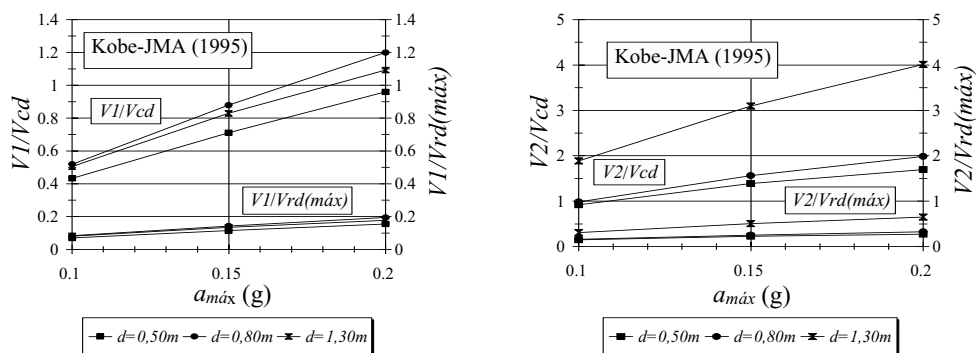 Kobe-JMA (1995)
V1/Vcd
V1/Vrd(máx)
V1/Vcd
V1/Vrd(máx)
1.4
1.2
1
0.8
0.6
0.4
0.2
0
1.4
1.2
1
0.8
0.6
0.4
0.2
0
0.1 0.15 0.2
amáx (g)
d=0,50m d=0,80m d=1,30m
Kobe-JMA (1995)
V2/Vcd
V2/Vrd(máx)
V2/Vcd
V2/Vrd(máx)
5
4
3
2
1
0
5
4
3
2
1
0
0.1 0.15 0.2
amáx (g)
d=0,50m d=0,80m d=1,30m